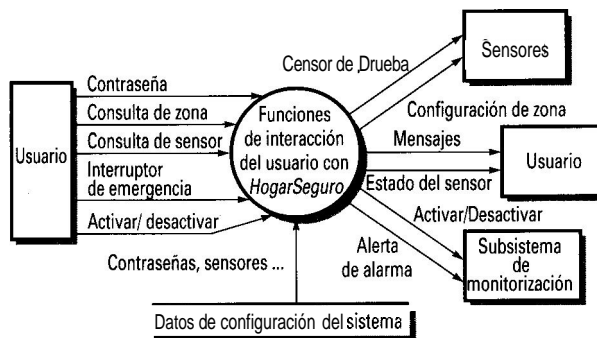 Usuario
Contraseña
Consulta de zona
Consulta de sensor
Interruptor
de emergencia
Activar/ desactivar
Funciones
de interacción
del usuario con
HogarSeguro
Contraseñas, sensores ...
Datos de configuración del sistema
Censor de ,Drueba
Sensores
Configuración de zona
Mensajes
Estado del sensor
Usuario
Activar/Desactivar
Alerta
de alarma
Subsistema
de
monitorización